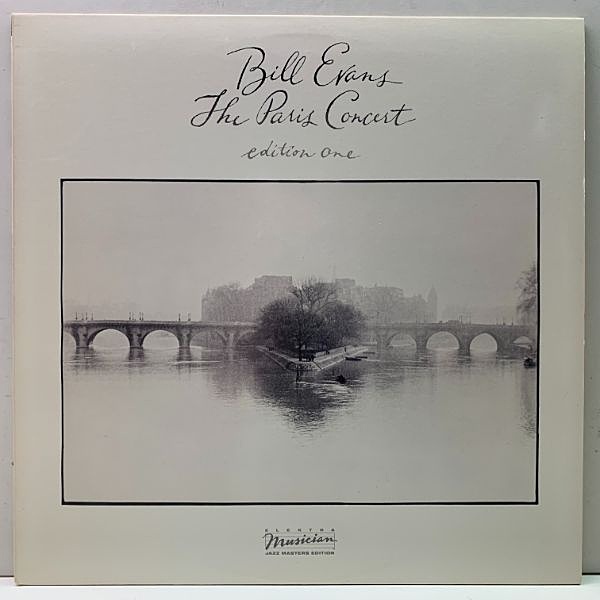 Bill Evans
The Paris Concert
edition one
ELEKTRA
Musician
JAZZ MASTERS EDITION